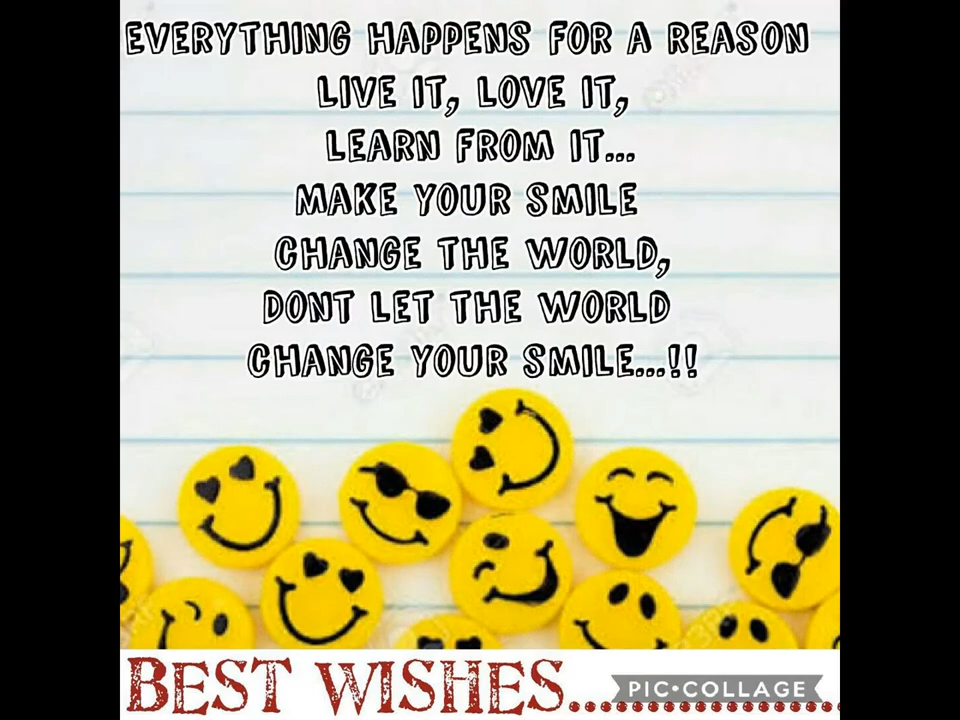 EVERYTHING HAPPENS FOR A REASON
LIVE IT, LOVE IT,
LEARN FROM IT...
MAKE YOUR SMILE
CHANGE THE WORLD,
DONT LET THE WORLD
CHANGE YOUR SMILE...!!
BEST WISHES..................
PIC•COLLAGE